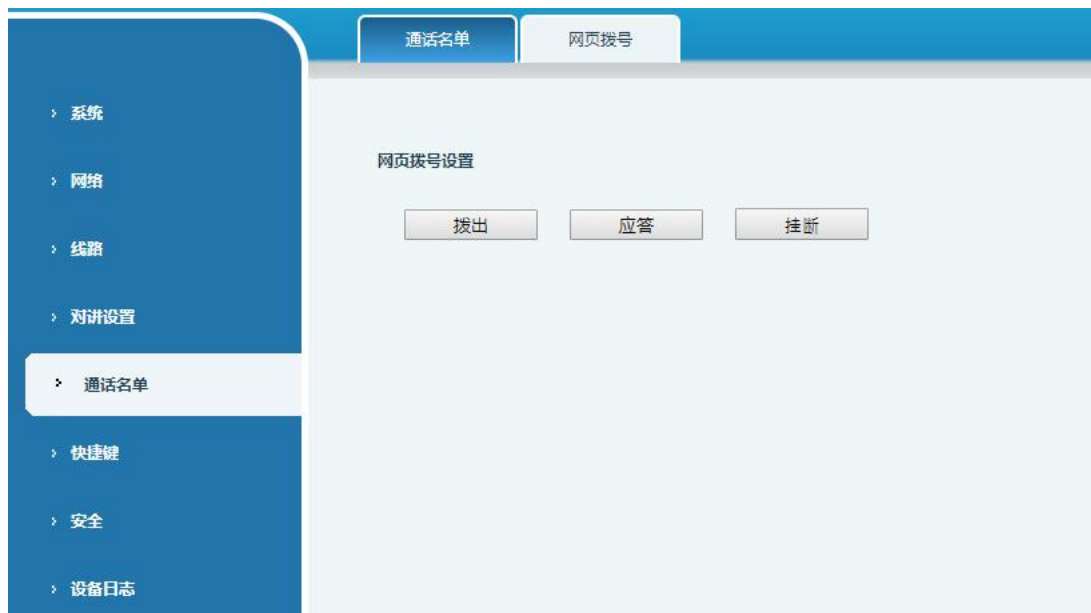 通话名单 网页拨号
系统
网络
线路
对讲设置
通话名单
快捷键
安全
设备日志
网页拨号设置
拨出 应答 挂断